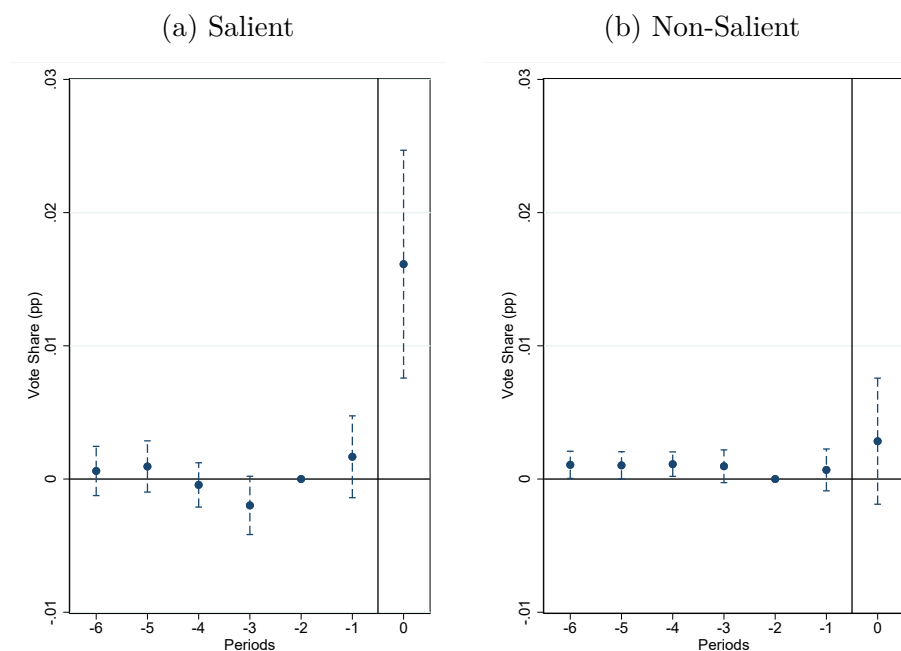 (a) Salient
.03
.02
.01
0
-.01
Vote Share (pp)
-6 -5 -4 -3 -2 -1 0
Periods
(b) Non-Salient
.03
.02
.01
0
-.01
Vote Share (pp)
-6 -5 -4 -3 -2 -1 0
Periods